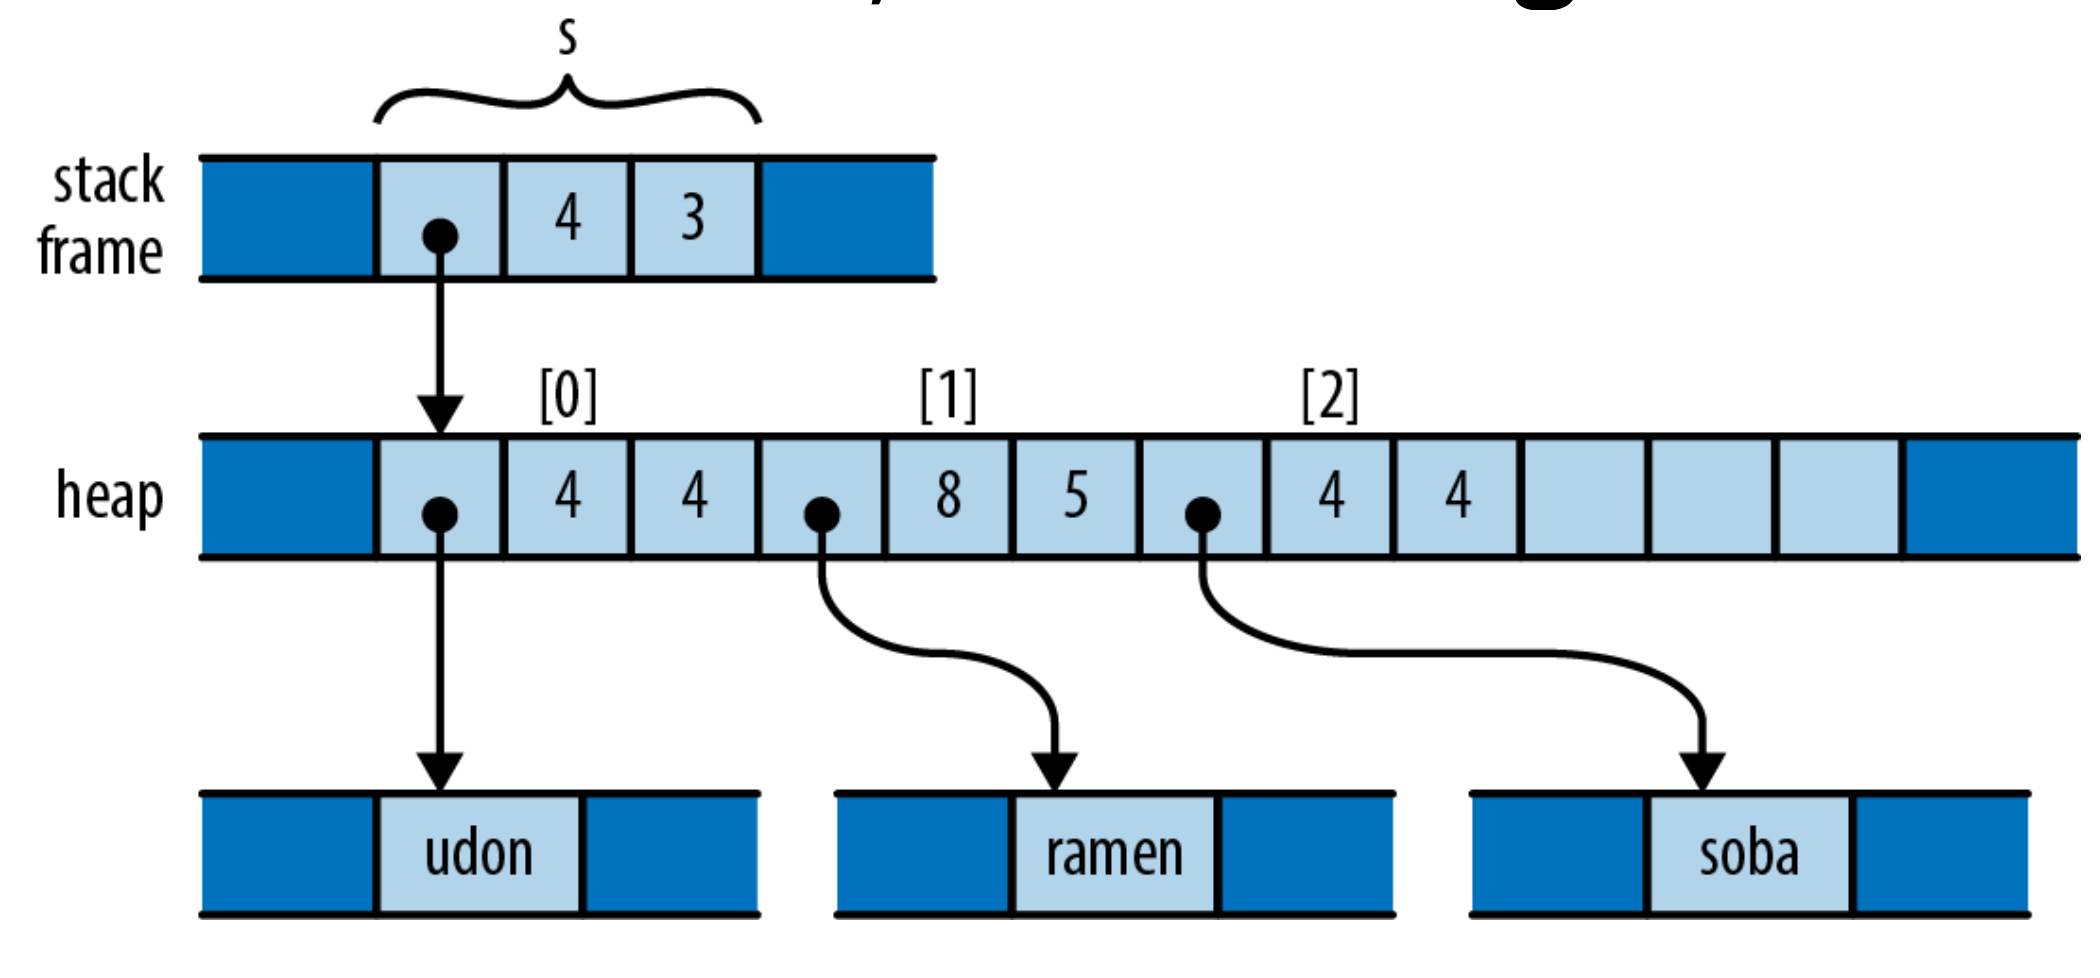 s
stack
frame
4 3
[0] [1] [2]
heap
4 4 8 5 4 4
udon ramen soba